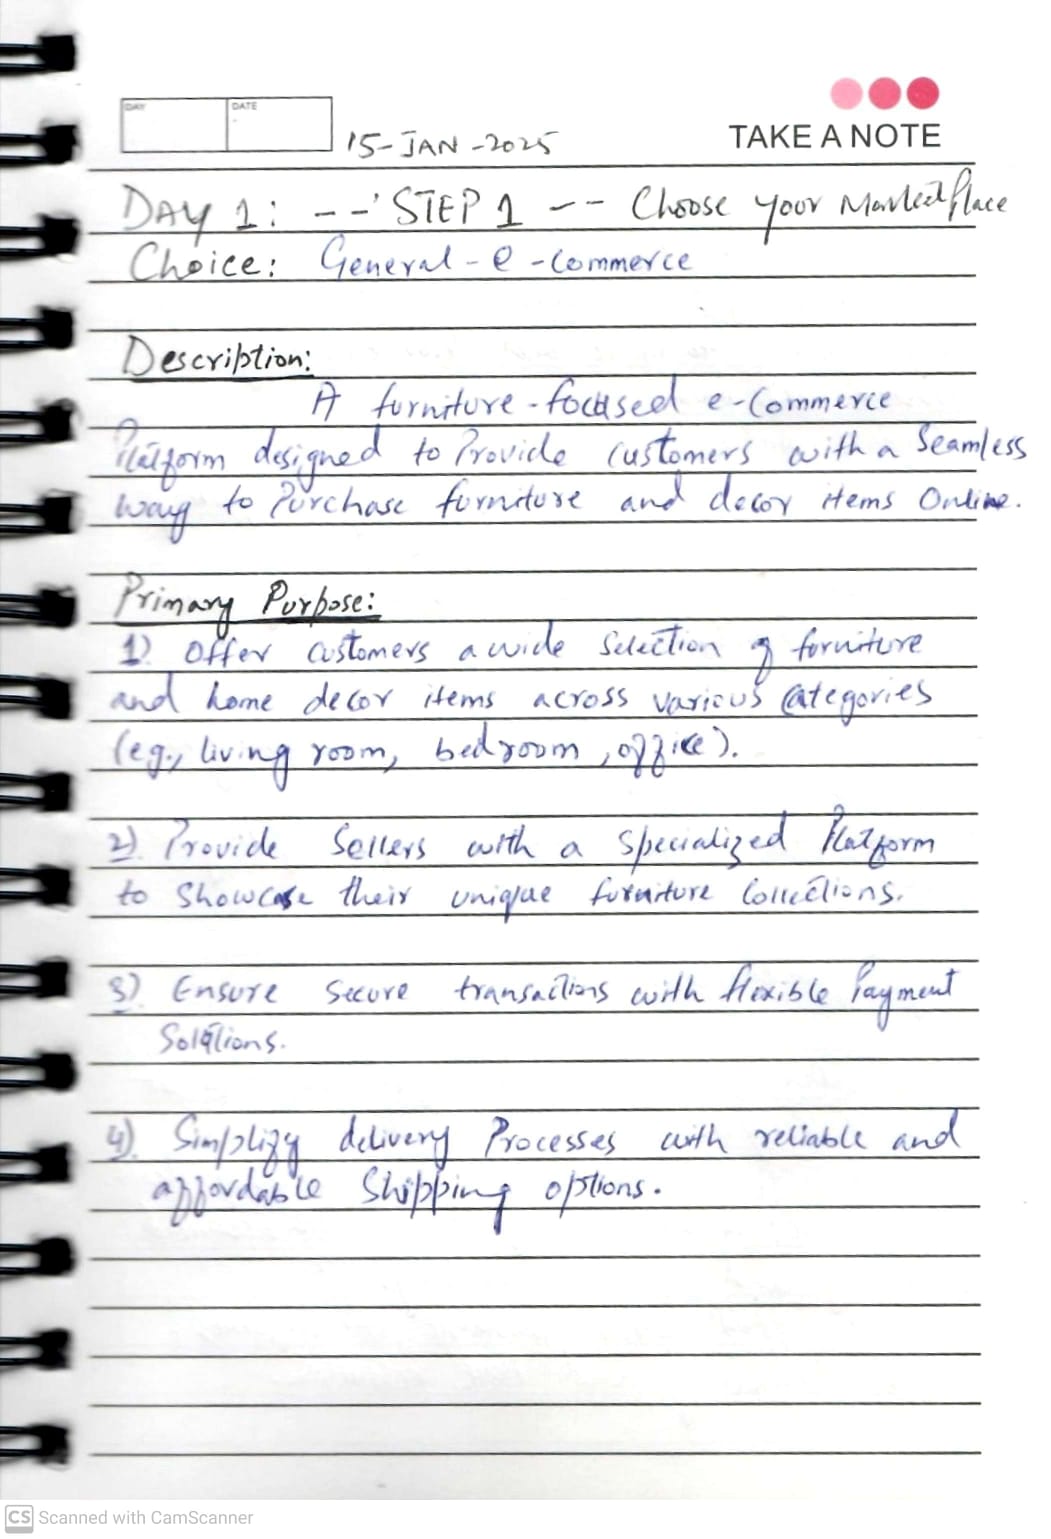 DAY DATE
15-JAN-2025
TAKE A NOTE
DAY 1: --'STEP 1 -- Choose your MarketPlace
Choice: General-e-commerce
Description:
A furniture-focused e-commerce
Platform designed to Provide customers with a Seamless
way to Purchase furniture and decor items Online.
Primary Purpose:
1) Offer customers a wide Selection of furniture
and home decor items across various Categories
(eg., living room, bedroom, office).
2) Provide Sellers with a Specialized Platform
to Showcase their unique furniture Collections.
3) Ensure Secure transactions with flexible Payment
Solutions.
4) Simplify delivery Processes with reliable and
affordable Shipping options.
CS Scanned with CamScanner